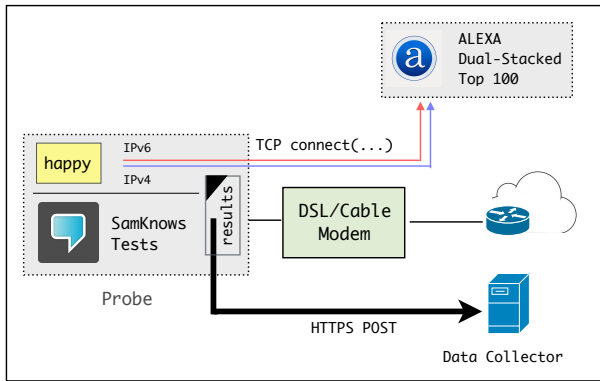 ALEXA
Dual-Stacked
Top 100
a
IPv6
TCP connect(...)
happy
IPv4
results
SamKnows
Tests
DSL/Cable
Modem
Probe
HTTPS POST
Data Collector